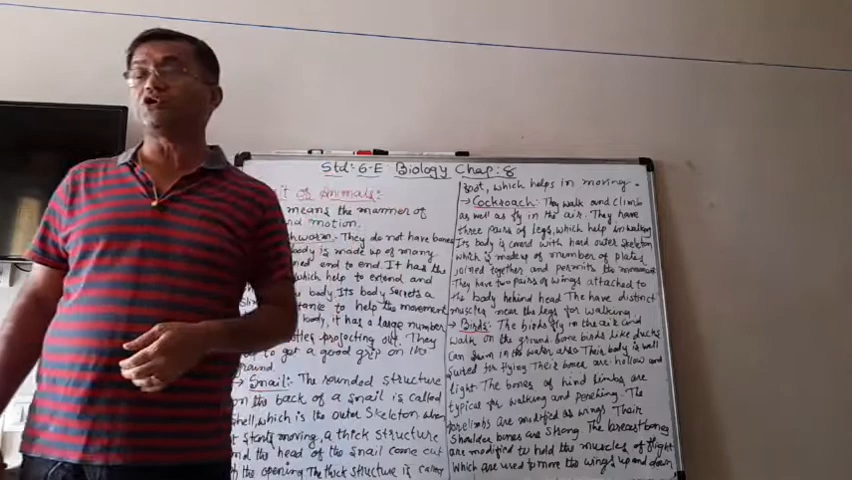 Std:- 6-E Biology Chap:- 8
it of Animals:-
means the manner of
motion.
worm:- They do not have bones
body is made up of many
joined end to end. It has the
which help to extend and
body. Its body secrets a
tance to help the movement
body, it has a large number
projecting out. They
to get a good grip on the
ground.
→ Snail:- The rounded structure
on the back of a snail is called
Shell, which is the outer Skeleton when
it Starts moving, a thick structure
and the head of the snail come out
of the opening. The thick structure is called
foot, which helps in moving.
→ Cockroach:- They walk and climb
as well as fly in the air. They have
three pairs of legs, which help in walking
Its body is coverd with hard outer skeleton
which is made up of number of plates
joined together and permits the movement
They have two pairs of wings attached to
the body behind head. The have distinct
muscles near the legs for walking
→ Birds:- The birds fly in the air and
walk on the ground. Some birds like ducks
can swim in the water also. Their body is well
suited for flying. Their bones are hollow and
light. The bones of hind limbs are
typical for walking and perching. The
forelimbs are modified as wings. Their
Shoulder bones are strong. The breast bones
are modified to hold the muscles of flight
which are used to move the wings up and down